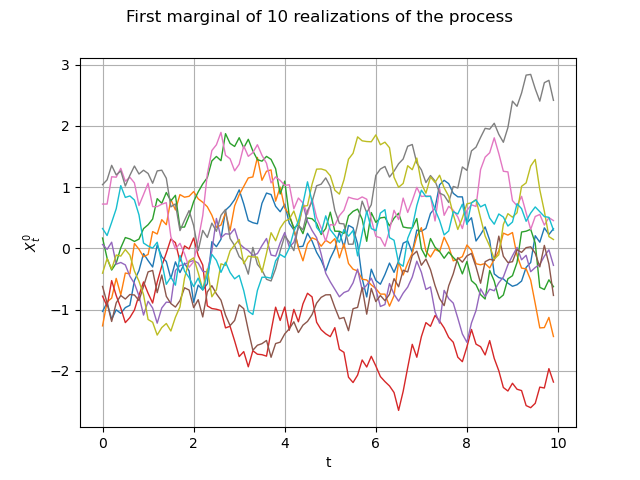 First marginal of 10 realizations of the process
3
2
1
0
−1
−2
X_t^0
0 2 4 6 8 10
t